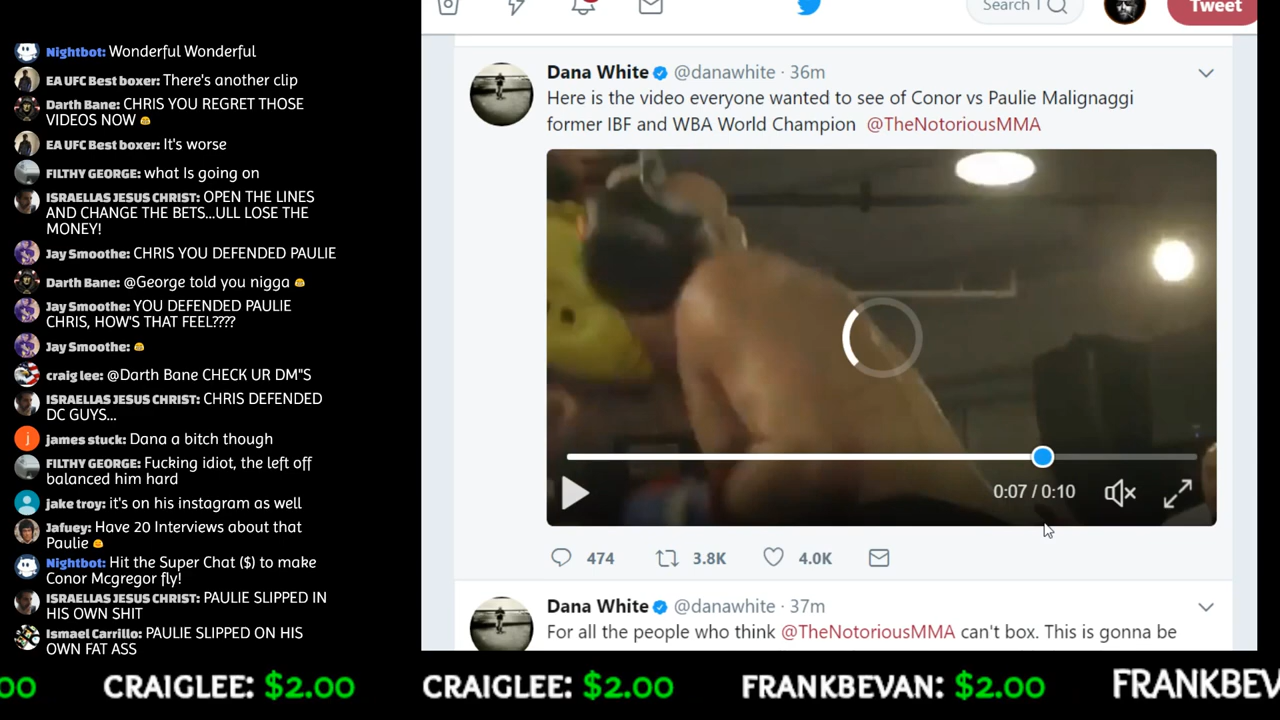 Nightbot: Wonderful Wonderful
EA UFC Best boxer: There's another clip
Darth Bane: CHRIS YOU REGRET THOSE
VIDEOS NOW
EA UFC Best boxer: It's worse
FILTHY GEORGE: what Is going on
ISRAELLAS JESUS CHRIST: OPEN THE LINES
AND CHANGE THE BETS...ULL LOSE THE
MONEY!
Jay Smoothe: CHRIS YOU DEFENDED PAULIE
Darth Bane: @George told you nigga
Jay Smoothe: YOU DEFENDED PAULIE
CHRIS, HOW'S THAT FEEL????
Jay Smoothe:
craig lee: @Darth Bane CHECK UR DM"S
ISRAELLAS JESUS CHRIST: CHRIS DEFENDED
DC GUYS...
james stuck: Dana a bitch though
FILTHY GEORGE: Fucking idiot, the left off
balanced him hard
jake troy: it's on his instagram as well
Jafuey: Have 20 Interviews about that
Paulie
Nightbot: Hit the Super Chat ($) to make
Conor Mcgregor fly!
ISRAELLAS JESUS CHRIST: PAULIE SLIPPED IN
HIS OWN SHIT
Ismael Carrillo: PAULIE SLIPPED ON HIS
OWN FAT ASS
Search
Tweet
Dana White @danawhite · 36m
Here is the video everyone wanted to see of Conor vs Paulie Malignaggi
former IBF and WBA World Champion @TheNotoriousMMA
0:07 / 0:10
474 3.8K 4.0K
Dana White @danawhite · 37m
For all the people who think @TheNotoriousMMA can't box. This is gonna be
00 CRAIGLEE: $2.00 CRAIGLEE: $2.00 FRANKBEVAN: $2.00 FRANKBEV